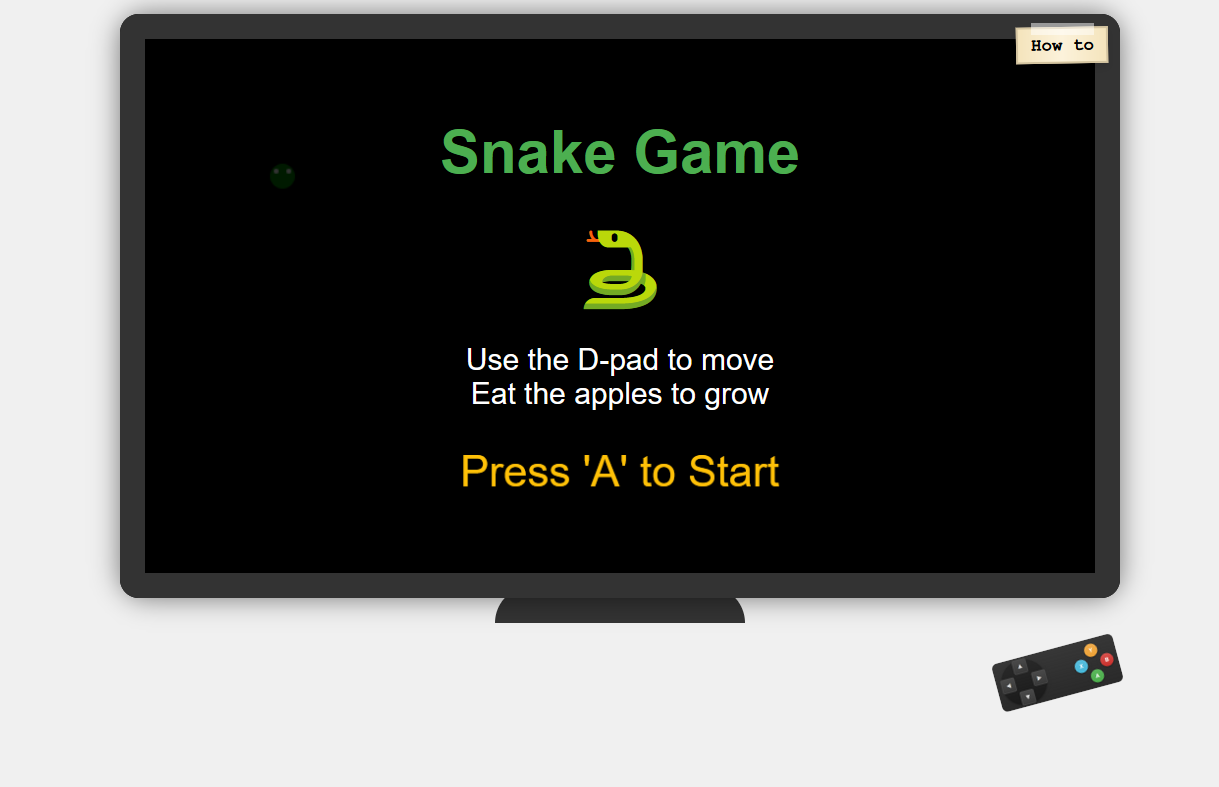 How to
Snake Game
Use the D-pad to move
Eat the apples to grow
Press 'A' to Start
Y
B
A